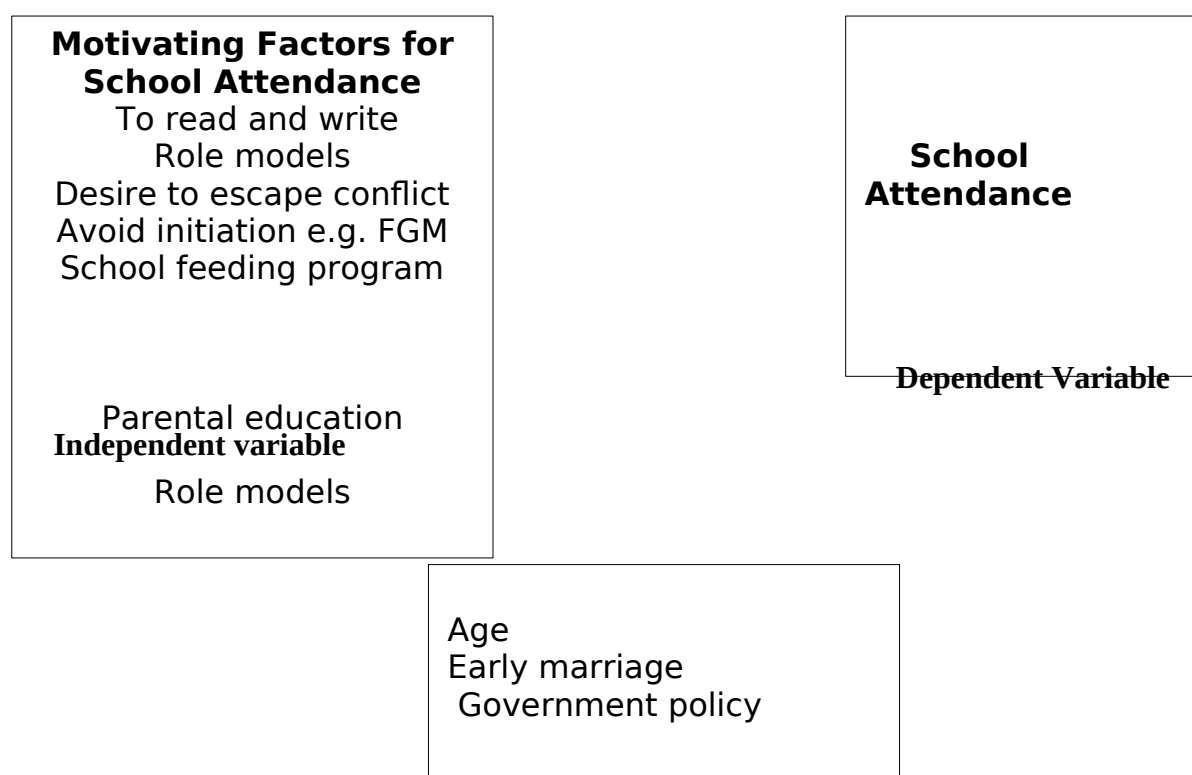 Motivating Factors for
School Attendance
To read and write
Role models
Desire to escape conflict
Avoid initiation e.g. FGM
School feeding program
Parental education
Independent variable
Role models
School
Attendance
Dependent Variable
Age
Early marriage
Government policy